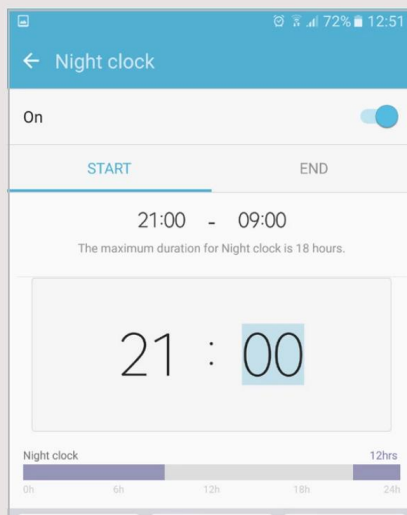 72% 12:51
Night clock
On
START END
21:00 - 09:00
The maximum duration for Night clock is 18 hours.
21 : 00
Night clock 12hrs
0h 6h 12h 18h 24h